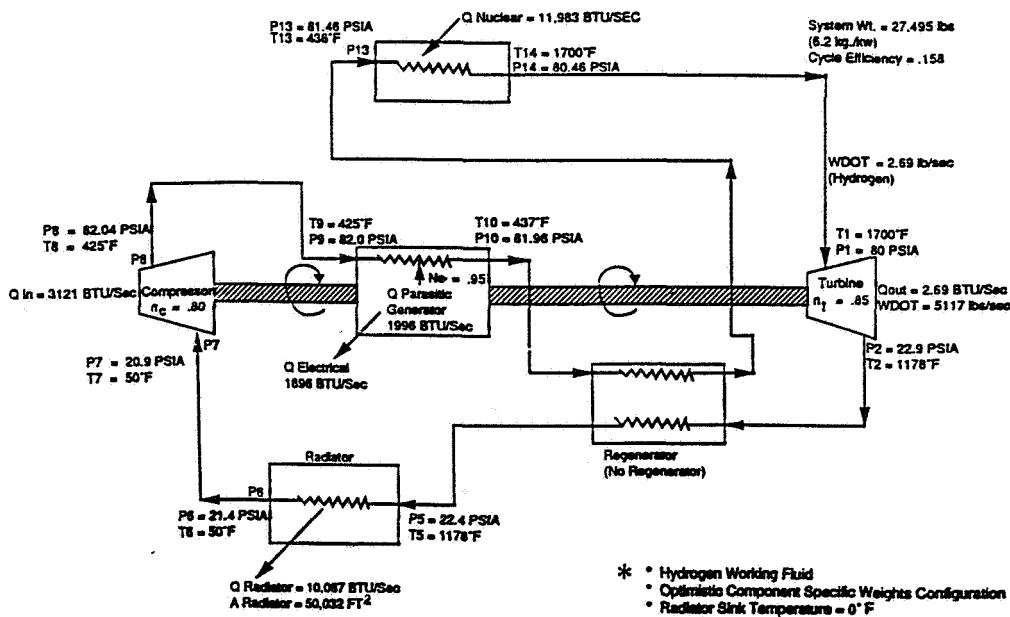 Q Nuclear = 11,983 BTU/SEC
P13 = 81.46 PSIA
T13 = 436°F
P13
T14 = 1700°F
P14 = 80.46 PSIA
System Wt. = 27.495 lbs
(6.2 kg./kw)
Cycle Efficiency = .158
WDOT = 2.69 lb/sec
(Hydrogen)
P8 = 82.04 PSIA
T8 = 425°F
P8
T9 = 425°F
P9 = 82.0 PSIA
T10 = 437°F
P10 = 81.96 PSIA
T1 = 1700°F
P1 = 80 PSIA
Q in = 3121 BTU/Sec
Compressor
nc = .80
Ne = .95
Q Parasitic
Generator
1996 BTU/Sec
Turbine
nt = .85
Qout = 2.69 BTU/Sec
WDOT = 5117 lbs/sec
P7
P7 = 20.9 PSIA
T7 = 50°F
Q Electrical
1896 BTU/Sec
P2 = 22.9 PSIA
T2 = 1178°F
Regenerator
(No Regenerator)
Radiator
P6
P6 = 21.4 PSIA
T6 = 50°F
P5 = 22.4 PSIA
T5 = 1178°F
Q Radiator = 10,067 BTU/Sec
A Radiator = 50,032 FT²
* • Hydrogen Working Fluid
• Optimistic Component Specific Weights Configuration
• Radiator Sink Temperature = 0° F